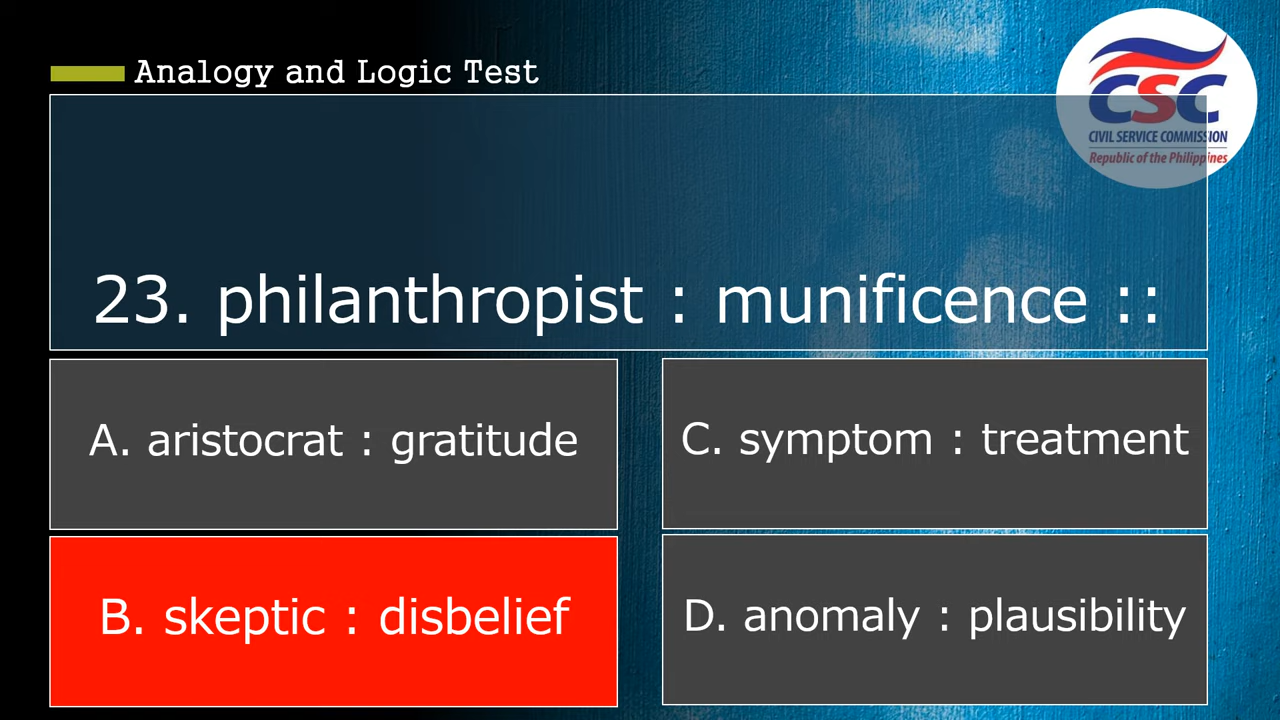 Analogy and Logic Test
CSC
CIVIL SERVICE COMMISSION
Republic of the Philippines
23. philanthropist : munificence ::
A. aristocrat : gratitude
C. symptom : treatment
B. skeptic : disbelief
D. anomaly : plausibility